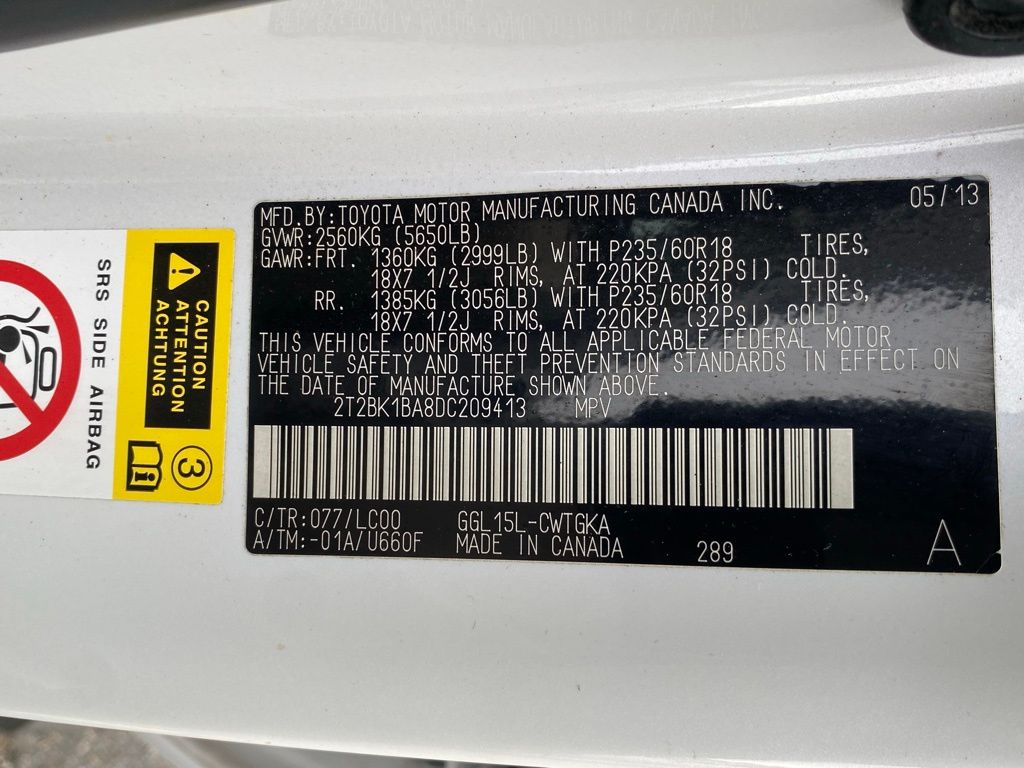 MFD. BY: TOYOTA MOTOR MANUFACTURING CANADA INC. 05/13
GVWR: 2560KG (5650LB)
GAWR: FRT. 1360KG (2999LB) WITH P235/60R18 TIRES,
18X7 1/2J RIMS, AT 220KPA (32PSI) COLD.
RR. 1385KG (3056LB) WITH P235/60R18 TIRES,
18X7 1/2J RIMS, AT 220KPA (32PSI) COLD.
THIS VEHICLE CONFORMS TO ALL APPLICABLE FEDERAL MOTOR
VEHICLE SAFETY AND THEFT PREVENTION STANDARDS IN EFFECT ON
THE DATE OF MANUFACTURE SHOWN ABOVE.
2T2BK1BA8DC209413 MPV
C/TR: 077/LC00 GGL15L-CWTGKA
A/TM: -01A/U660F MADE IN CANADA 289 A
CAUTION
ATTENTION
ACHTUNG
3
i
SRS SIDE AIRBAG